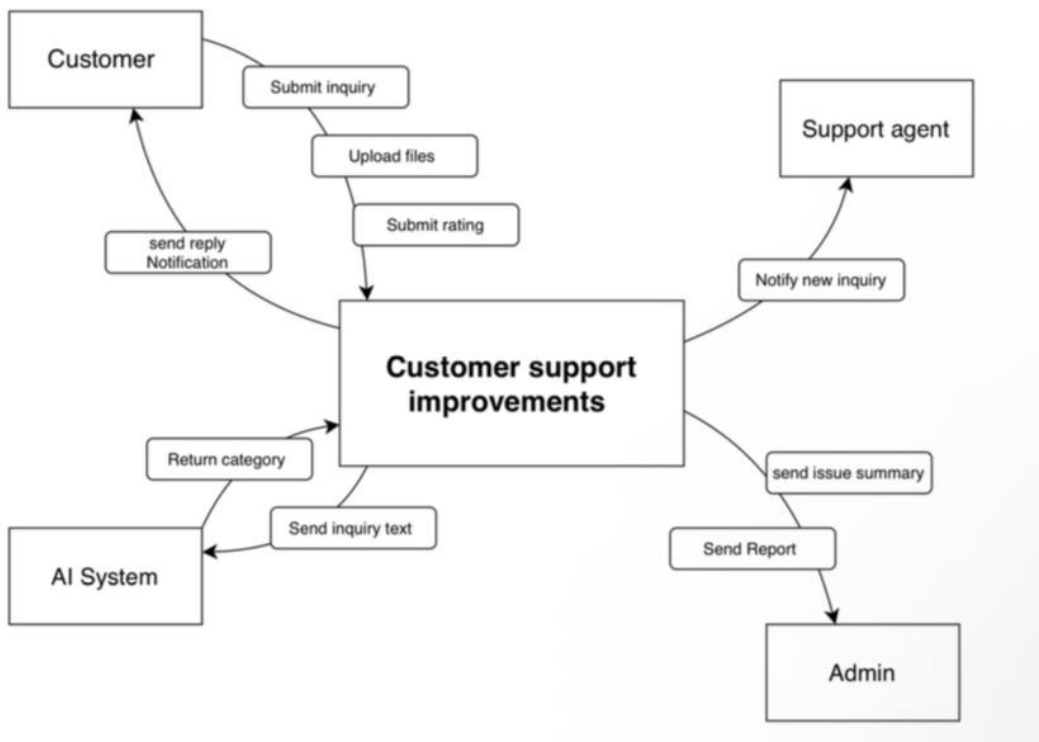 Customer
Submit inquiry
Support agent
Upload files
Submit rating
send reply
Notification
Notify new inquiry
Customer support
improvements
Return category
send issue summary
Send inquiry text
Send Report
AI System
Admin